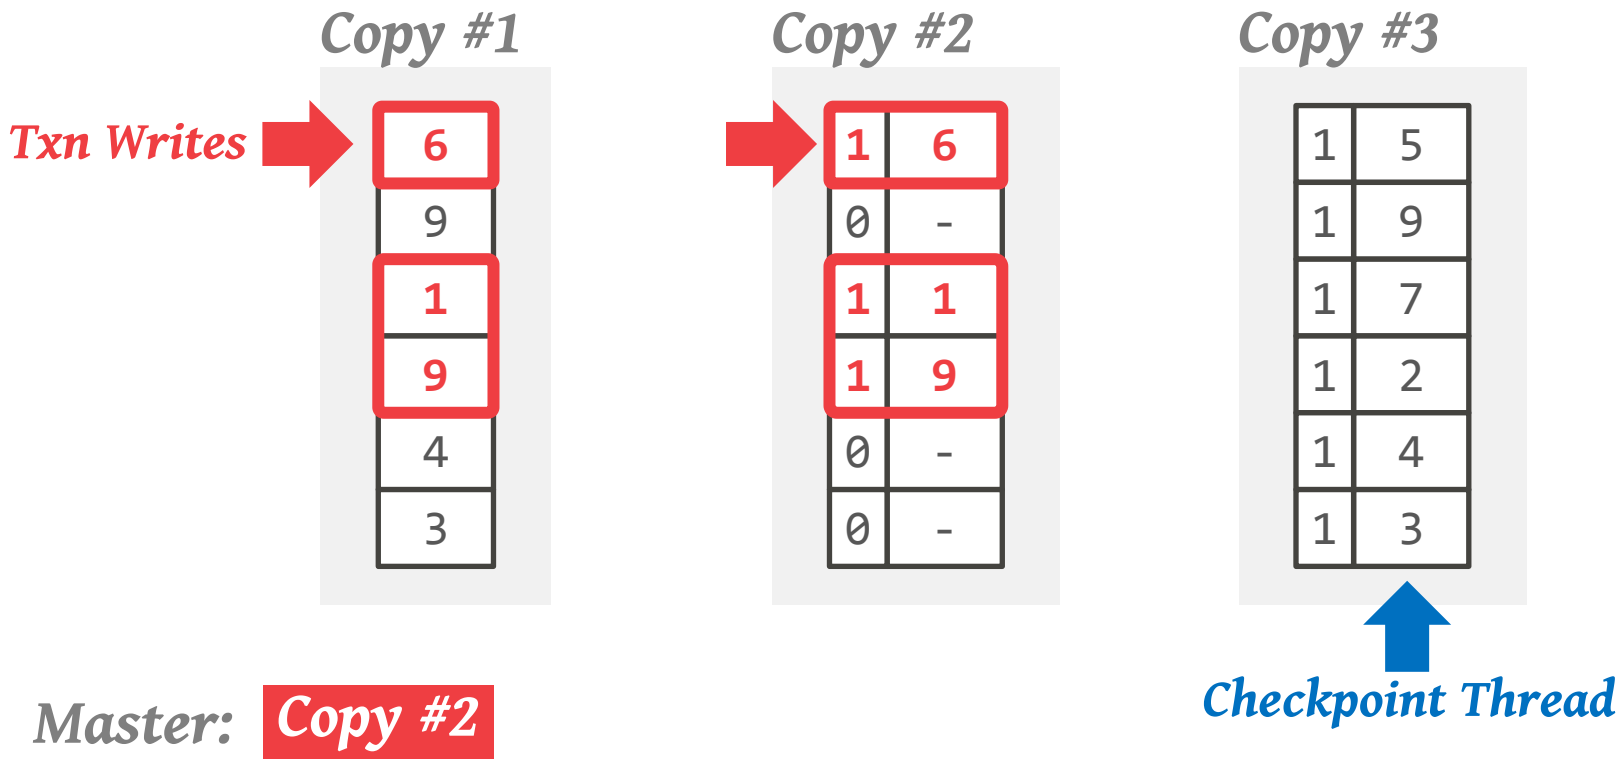 Copy #1 Copy #2 Copy #3
Txn Writes 6 1 6 1 5
9 0 - 1 9
1 1 1 1 7
9 1 9 1 2
4 0 - 1 4
3 0 - 1 3
Checkpoint Thread
Master: Copy #2